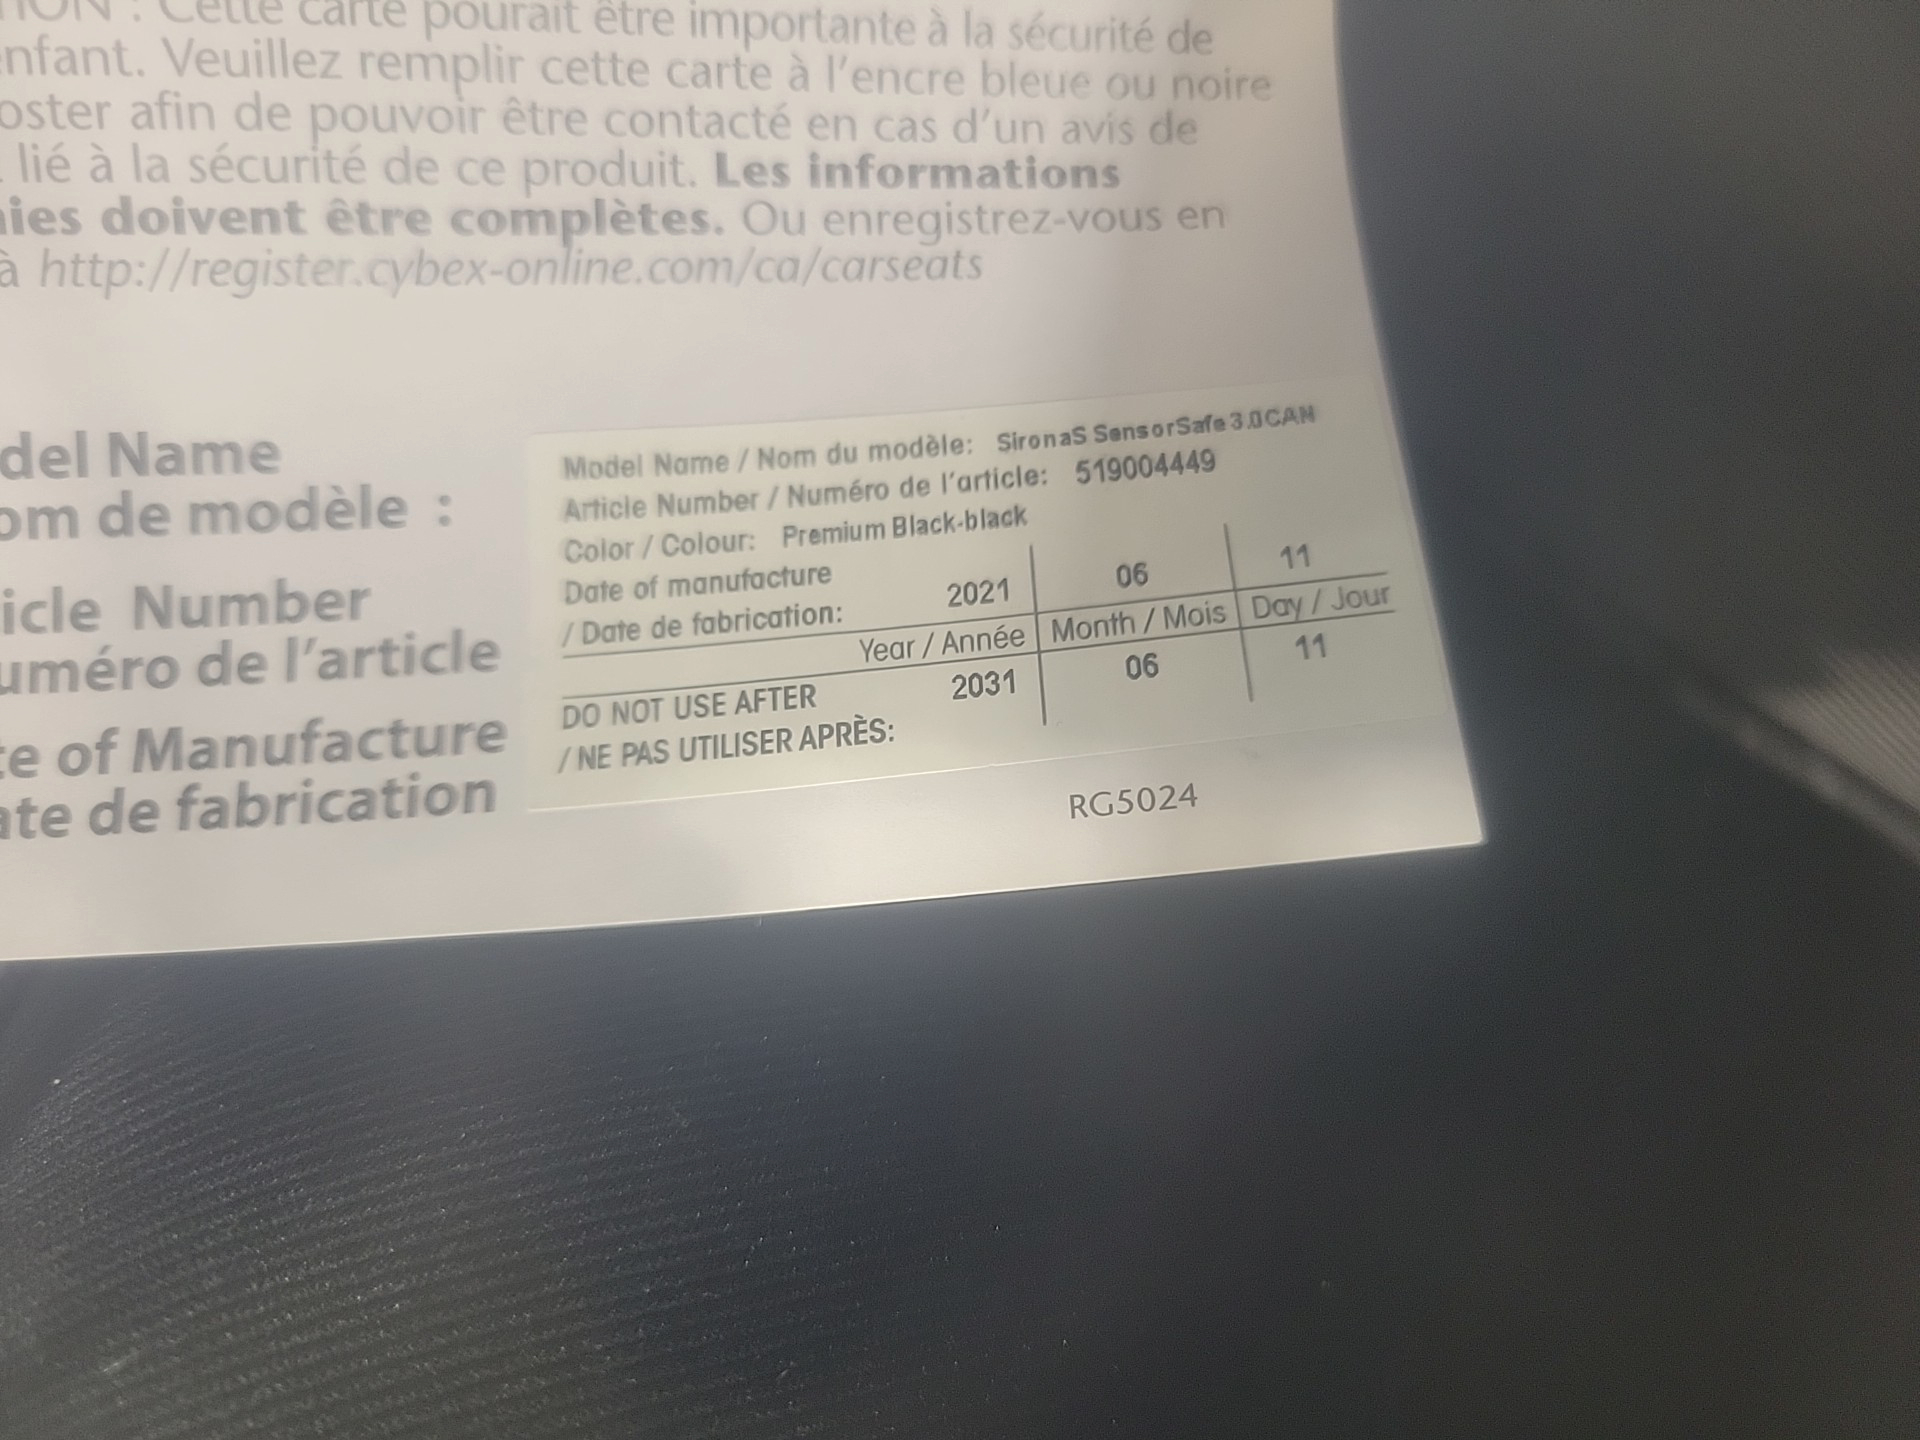 ION : Cette carte pourait être importante à la sécurité de
enfant. Veuillez remplir cette carte à l'encre bleue ou noire
oster afin de pouvoir être contacté en cas d'un avis de
lié à la sécurité de ce produit. Les informations
nies doivent être complètes. Ou enregistrez-vous en
à http://register.cybex-online.com/ca/carseats
del Name
om de modèle :
icle Number
uméro de l'article
te of Manufacture
ate de fabrication
Model Name / Nom du modèle: SironaS SensorSafe 3.0CAN
Article Number / Numéro de l'article: 519004449
Color / Colour: Premium Black-black
Date of manufacture
/ Date de fabrication: 2021 06 11
Year / Année Month / Mois Day / Jour
DO NOT USE AFTER 2031 06 11
/ NE PAS UTILISER APRÈS:
RG5024